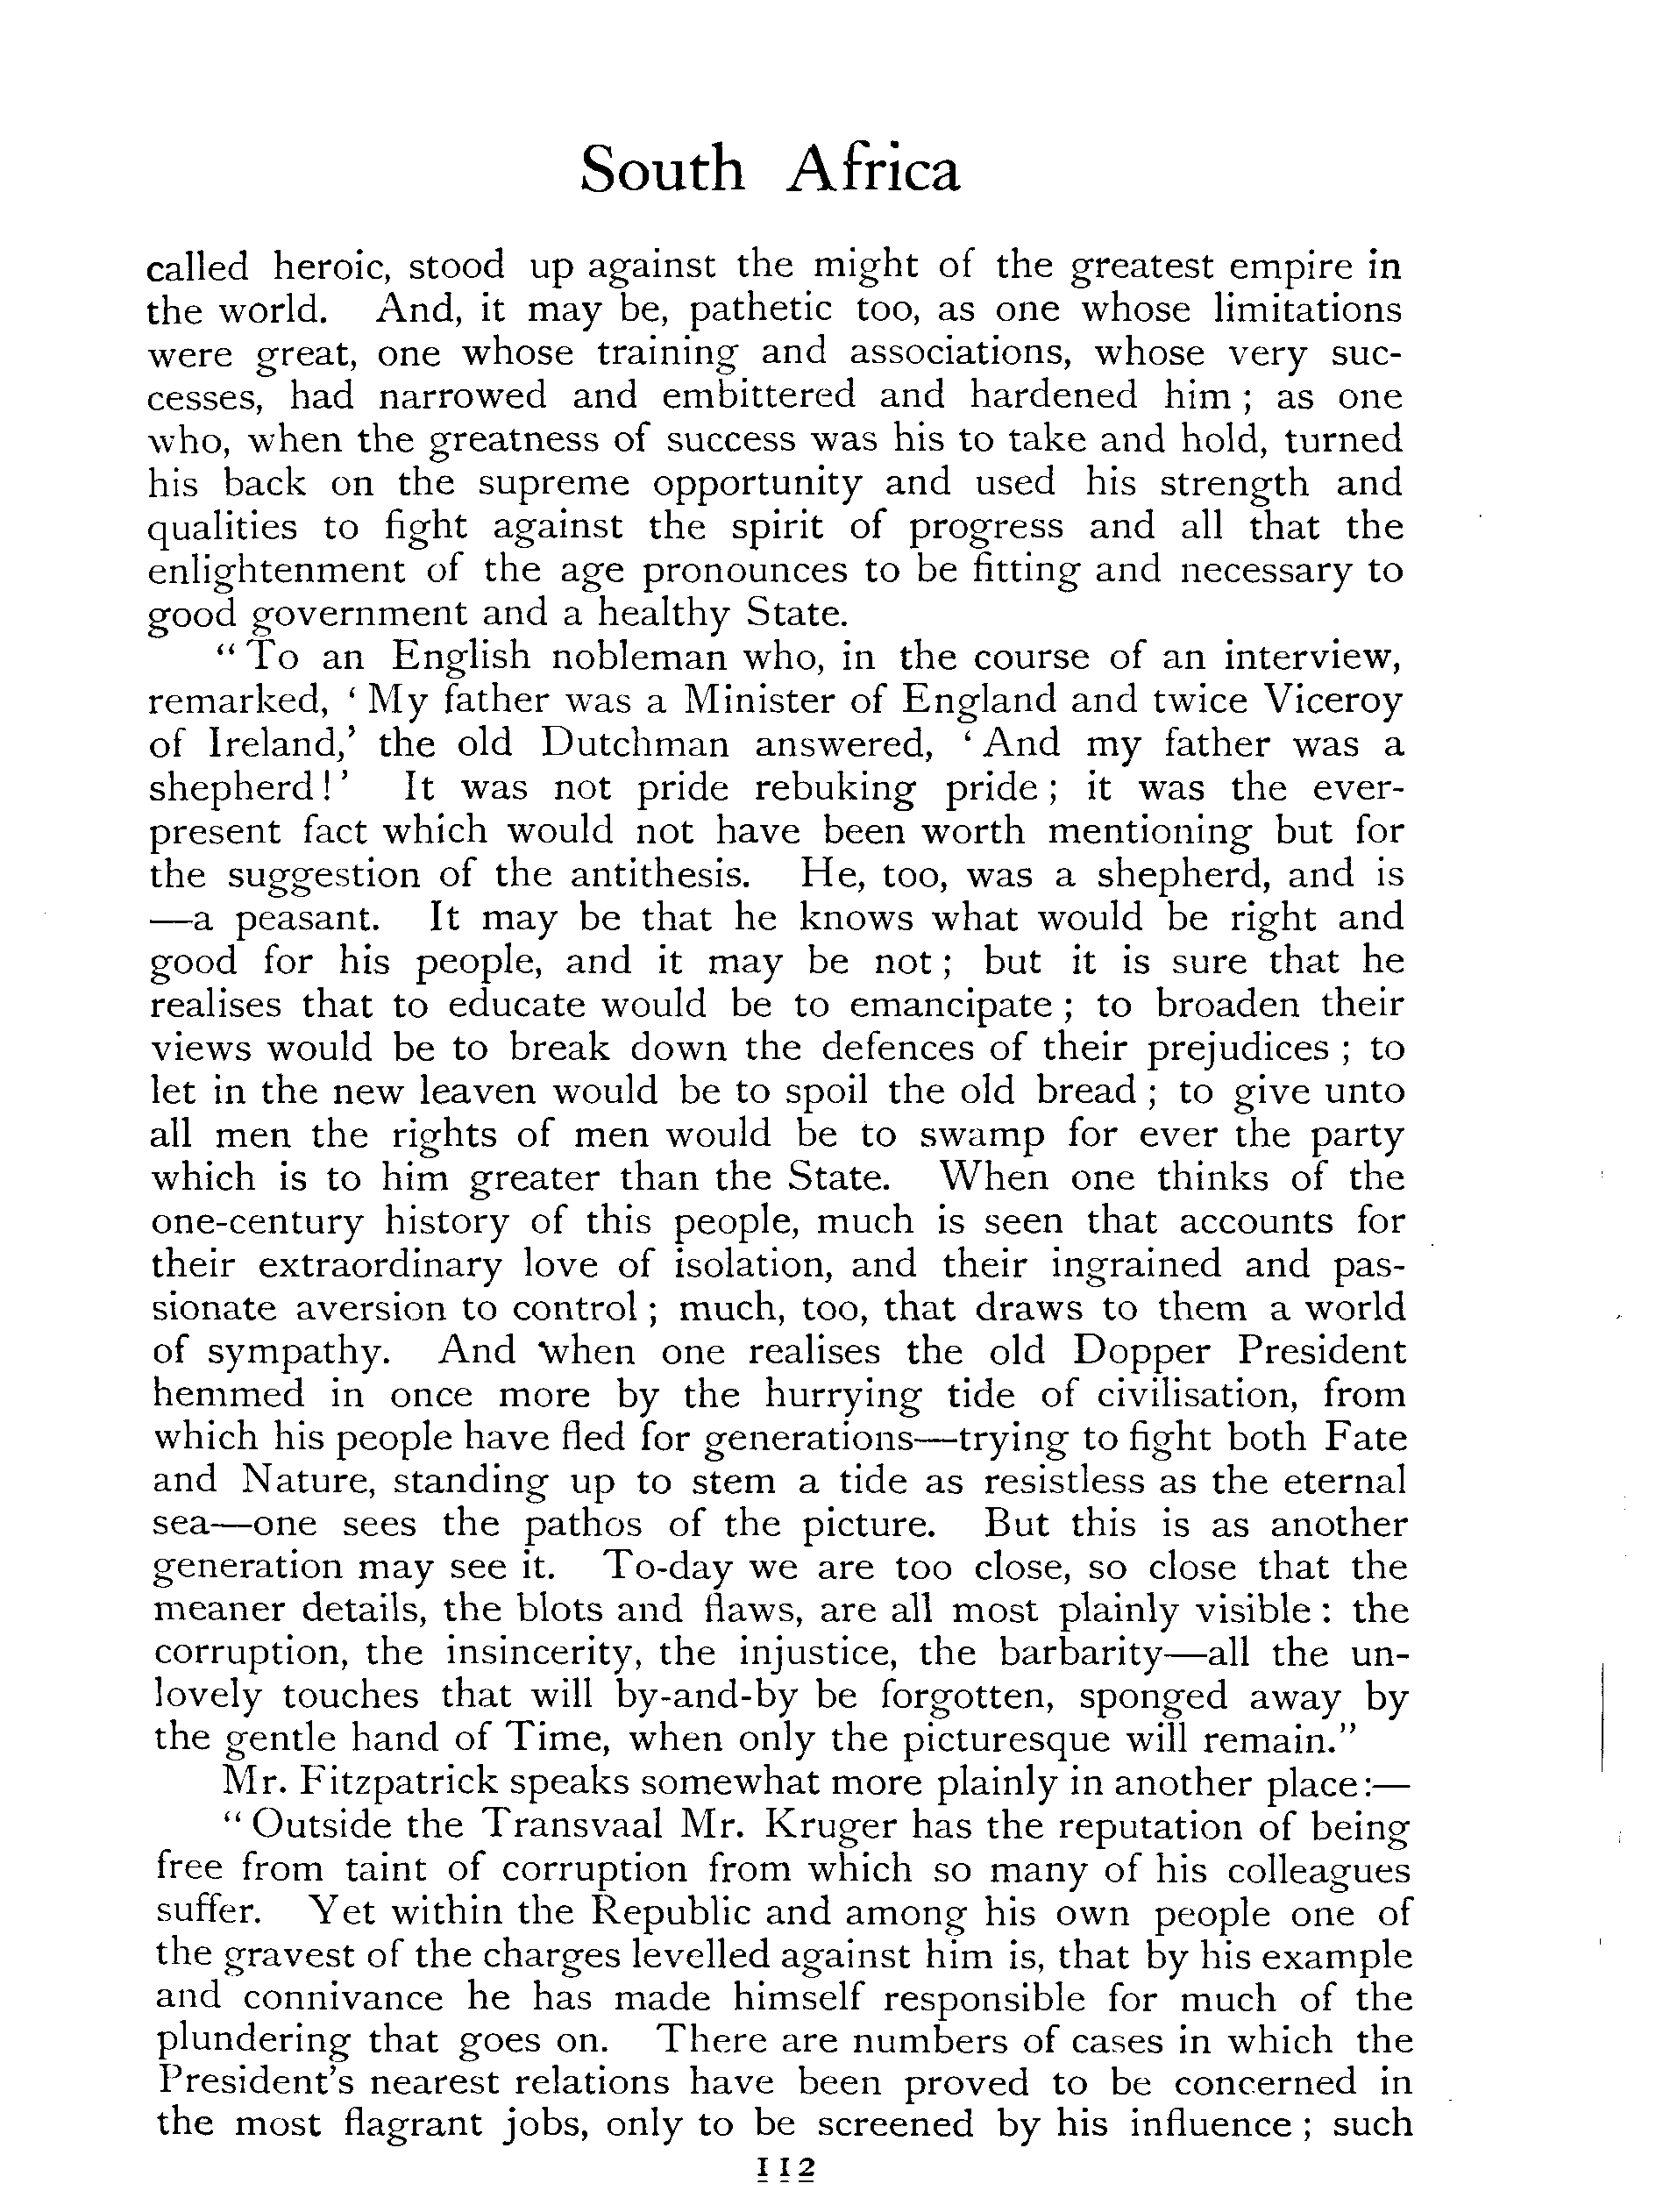 South Africa
called heroic, stood up against the might of the greatest empire in
the world. And, it may be, pathetic too, as one whose limitations
were great, one whose training and associations, whose very suc-
cesses, had narrowed and embittered and hardened him ; as one
who, when the greatness of success was his to take and hold, turned
his back on the supreme opportunity and used his strength and
qualities to fight against the spirit of progress and all that the
enlightenment of the age pronounces to be fitting and necessary to
good government and a healthy State.
“ To an English nobleman who, in the course of an interview,
remarked, ‘ My father was a Minister of England and twice Viceroy
of Ireland,’ the old Dutchman answered, ‘ And my father was a
shepherd ! ’ It was not pride rebuking pride ; it was the ever-
present fact which would not have been worth mentioning but for
the suggestion of the antithesis. He, too, was a shepherd, and is
—a peasant. It may be that he knows what would be right and
good for his people, and it may be not ; but it is sure that he
realises that to educate would be to emancipate ; to broaden their
views would be to break down the defences of their prejudices ; to
let in the new leaven would be to spoil the old bread ; to give unto
all men the rights of men would be to swamp for ever the party
which is to him greater than the State. When one thinks of the
one-century history of this people, much is seen that accounts for
their extraordinary love of isolation, and their ingrained and pas-
sionate aversion to control ; much, too, that draws to them a world
of sympathy. And when one realises the old Dopper President
hemmed in once more by the hurrying tide of civilisation, from
which his people have fled for generations—trying to fight both Fate
and Nature, standing up to stem a tide as resistless as the eternal
sea—one sees the pathos of the picture. But this is as another
generation may see it. To-day we are too close, so close that the
meaner details, the blots and flaws, are all most plainly visible : the
corruption, the insincerity, the injustice, the barbarity—all the un-
lovely touches that will by-and-by be forgotten, sponged away by
the gentle hand of Time, when only the picturesque will remain.”
Mr. Fitzpatrick speaks somewhat more plainly in another place:—
“ Outside the Transvaal Mr. Kruger has the reputation of being
free from taint of corruption from which so many of his colleagues
suffer. Yet within the Republic and among his own people one of
the gravest of the charges levelled against him is, that by his example
and connivance he has made himself responsible for much of the
plundering that goes on. There are numbers of cases in which the
President’s nearest relations have been proved to be concerned in
the most flagrant jobs, only to be screened by his influence ; such
112